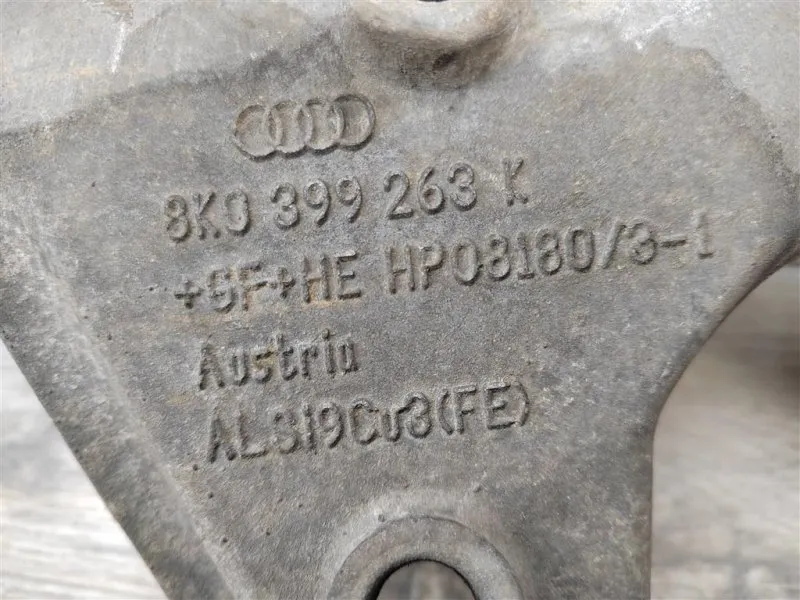 8K0 399 263 K
+GF+HE HP08180/3-1
Austria
ALSI9Cu3(FE)